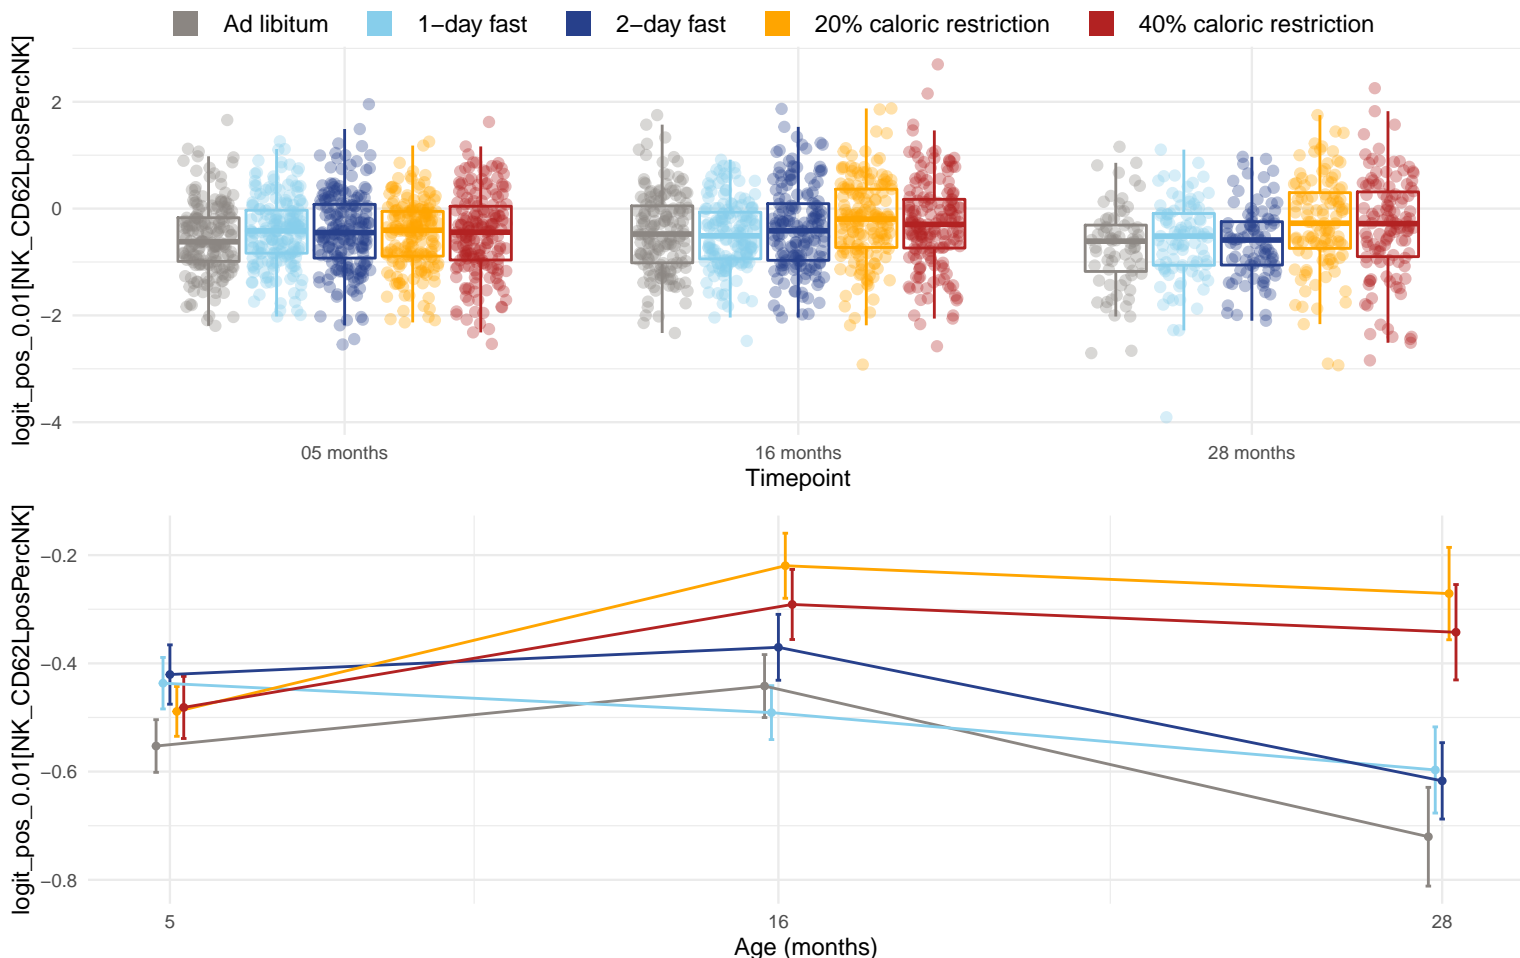 Ad libitum 1−day fast 2−day fast 20% caloric restriction 40% caloric restriction
logit_pos_0.01[NK_CD62LposPercNK]
2
0
−2
−4
05 months 16 months 28 months
Timepoint
logit_pos_0.01[NK_CD62LposPercNK]
−0.2
−0.4
−0.6
−0.8
5 16 28
Age (months)